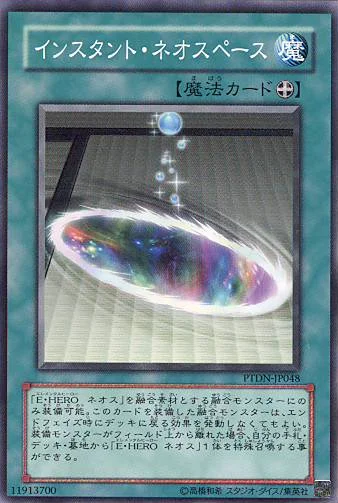 インスタント・ネオスペース
魔
【魔法カード】
PTDN-JP048
「E・HERO ネオス」を融合素材とする融合モンスターにの
み装備可能。このカードを装備した融合モンスターは、エン
ドフェイズ時にデッキに戻る効果を発動しなくてもよい。
装備モンスターがフィールド上から離れた場合、自分の手札・
デッキ・墓地から「E・HERO ネオス」1体を特殊召喚する事
ができる。
11913700
©高橋和希 スタジオ・ダイス/集英社